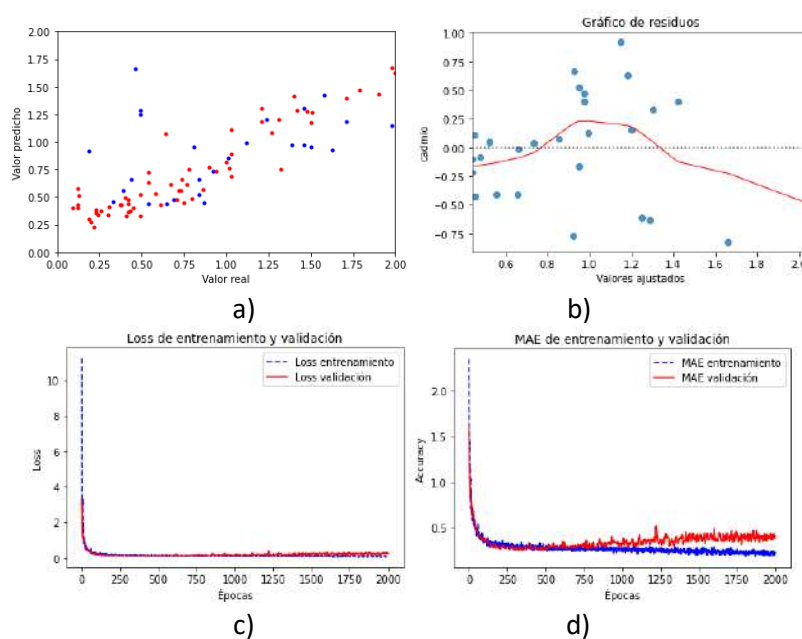 2.00
1.75
1.50
1.25
1.00
0.75
0.50
0.25
0.00
Valor predicho
0.00 0.25 0.50 0.75 1.00 1.25 1.50 1.75 2.00
Valor real
a)
Gráfico de residuos
1.00
0.75
0.50
0.25
0.00
-0.25
-0.50
-0.75
cadmio
0.6 0.8 1.0 1.2 1.4 1.6 1.8 2.0
Valores ajustados
b)
Loss de entrenamiento y validación
Loss entrenamiento
Loss validación
10
8
6
4
2
0
Loss
0 250 500 750 1000 1250 1500 1750 2000
Épocas
c)
MAE de entrenamiento y validación
MAE entrenamiento
MAE validación
2.0
1.5
1.0
0.5
Accuracy
0 250 500 750 1000 1250 1500 1750 2000
Épocas
d)